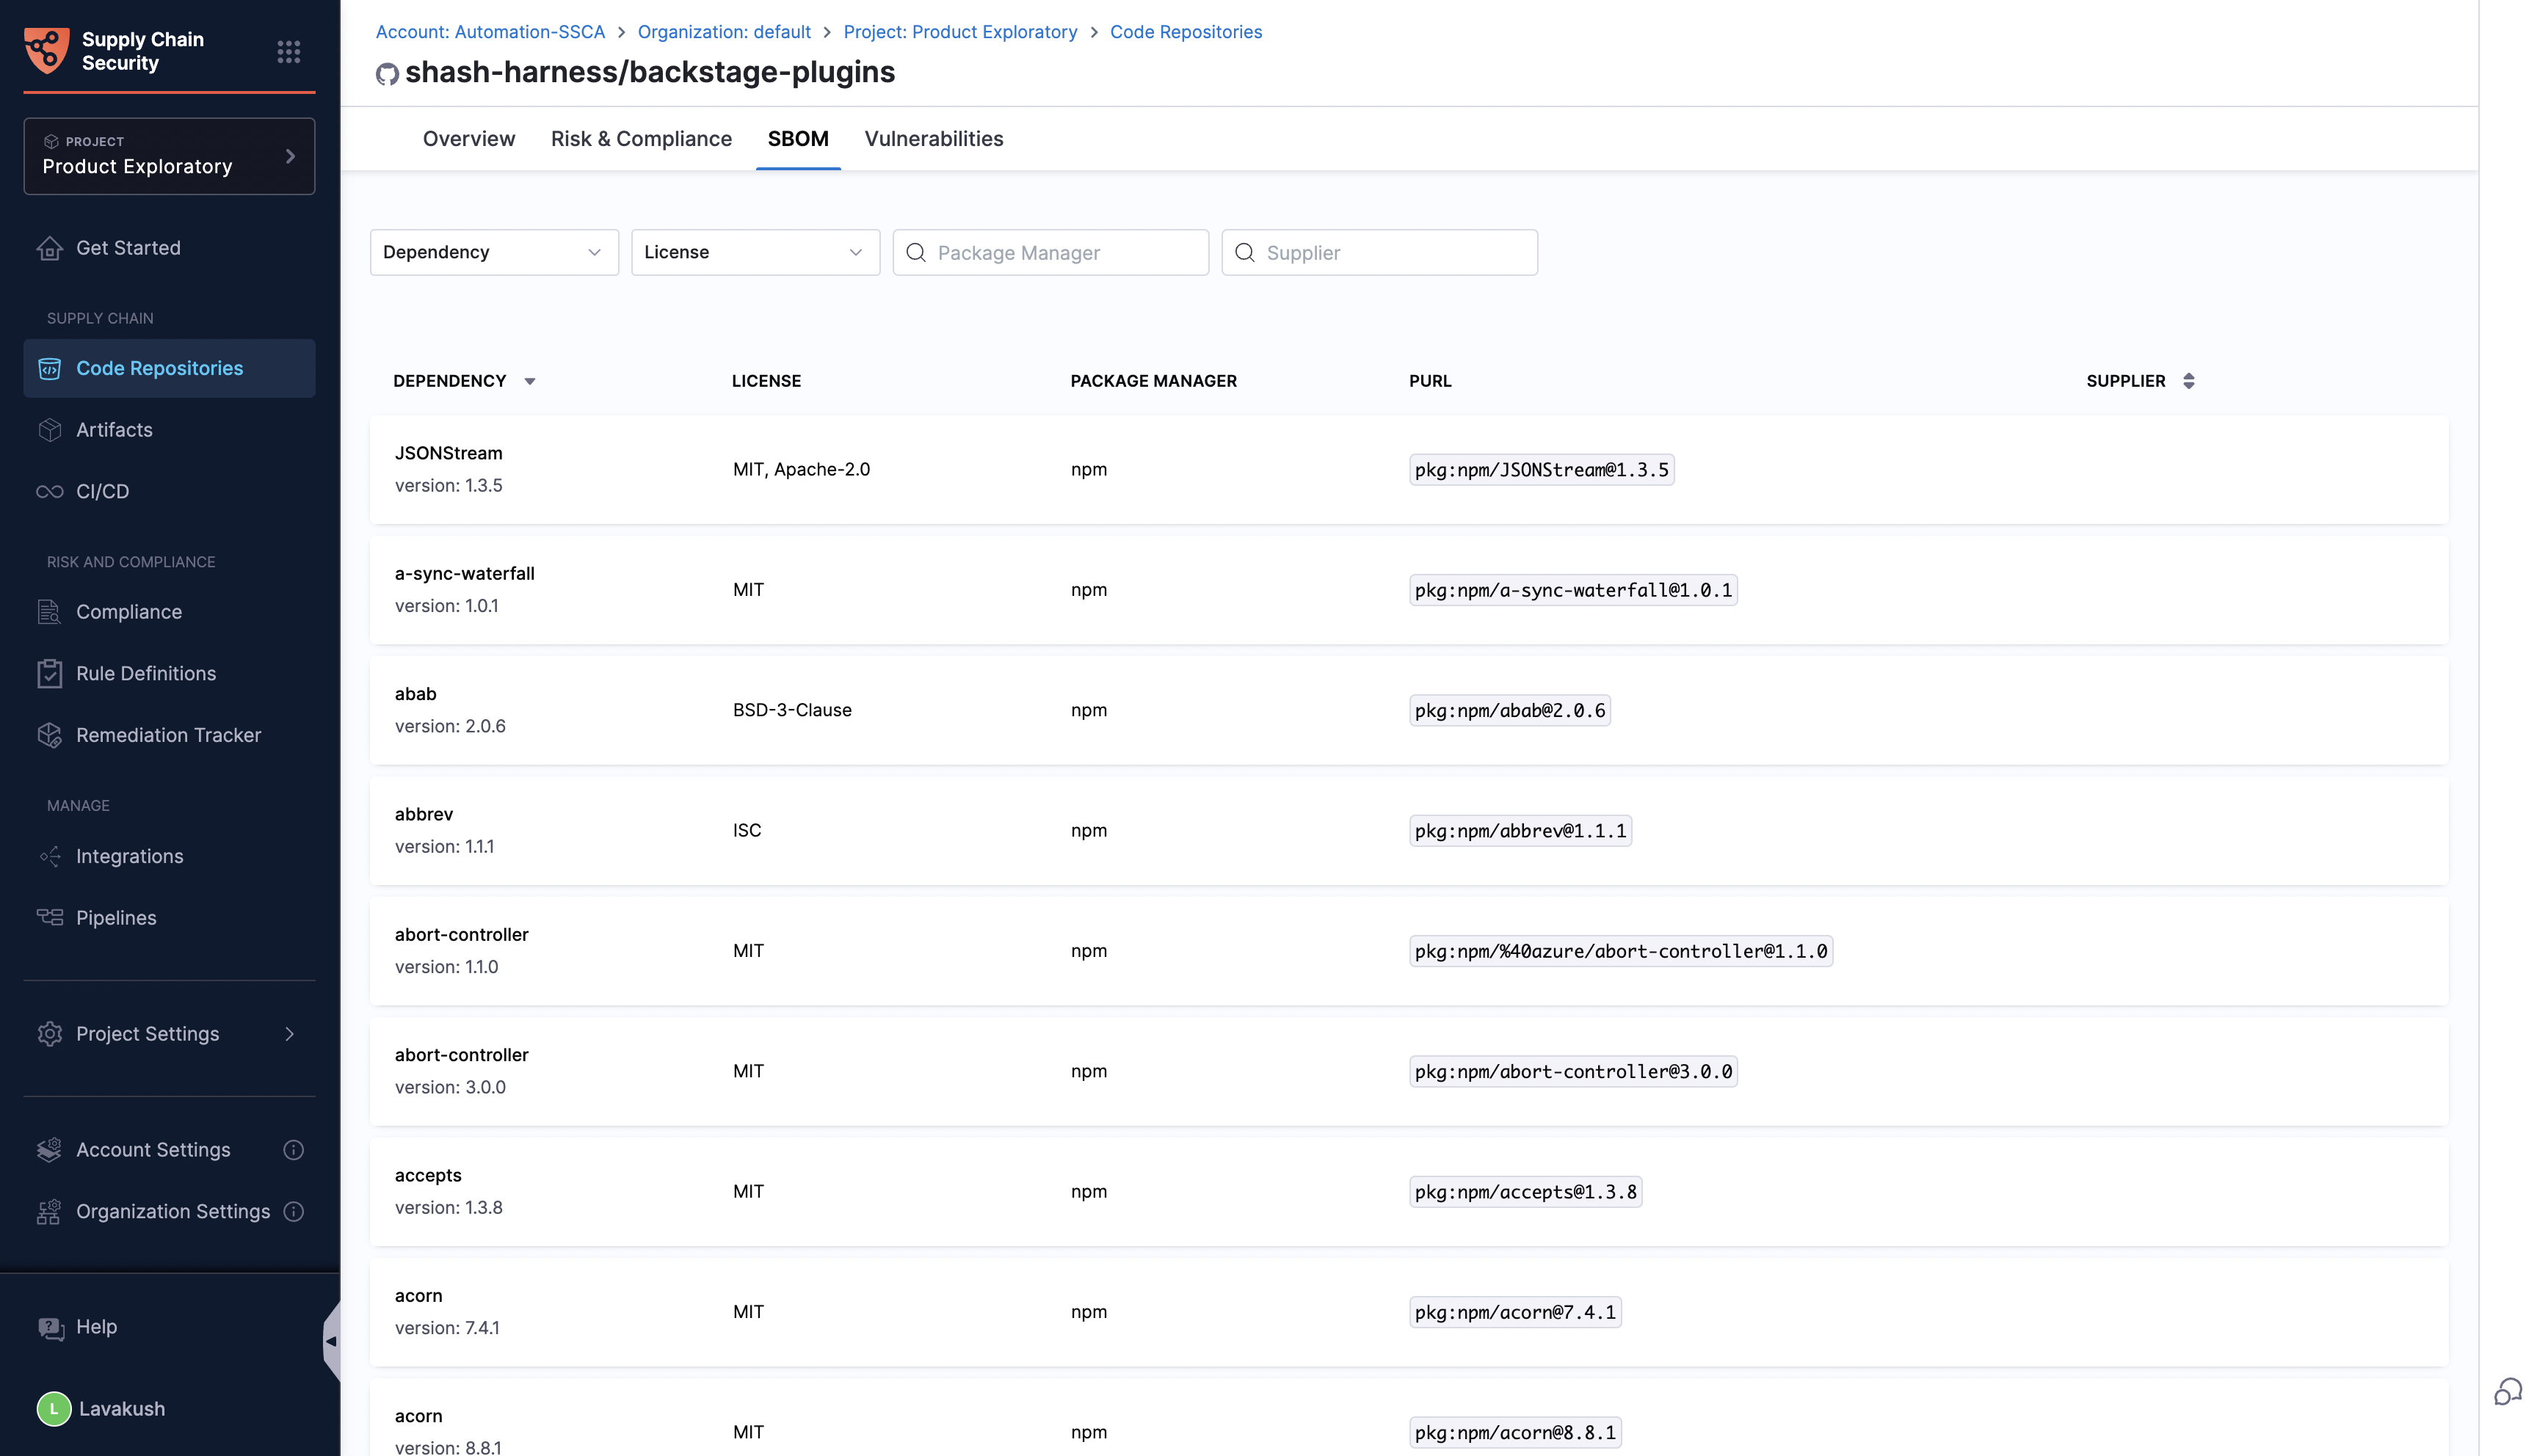 Supply Chain
Security
PROJECT
Product Exploratory
Get Started
SUPPLY CHAIN
Code Repositories
Artifacts
CI/CD
RISK AND COMPLIANCE
Compliance
Rule Definitions
Remediation Tracker
MANAGE
Integrations
Pipelines
Project Settings
Account Settings
Organization Settings
Help
L Lavakush
Account: Automation-SSCA > Organization: default > Project: Product Exploratory > Code Repositories
shash-harness/backstage-plugins
Overview Risk & Compliance SBOM Vulnerabilities
Dependency License Package Manager Supplier
DEPENDENCY LICENSE PACKAGE MANAGER PURL SUPPLIER
JSONStream
version: 1.3.5
MIT, Apache-2.0 npm pkg:npm/JSONStream@1.3.5
a-sync-waterfall
version: 1.0.1
MIT npm pkg:npm/a-sync-waterfall@1.0.1
abab
version: 2.0.6
BSD-3-Clause npm pkg:npm/abab@2.0.6
abbrev
version: 1.1.1
ISC npm pkg:npm/abbrev@1.1.1
abort-controller
version: 1.1.0
MIT npm pkg:npm/%40azure/abort-controller@1.1.0
abort-controller
version: 3.0.0
MIT npm pkg:npm/abort-controller@3.0.0
accepts
version: 1.3.8
MIT npm pkg:npm/accepts@1.3.8
acorn
version: 7.4.1
MIT npm pkg:npm/acorn@7.4.1
acorn
version: 8.8.1
MIT npm pkg:npm/acorn@8.8.1